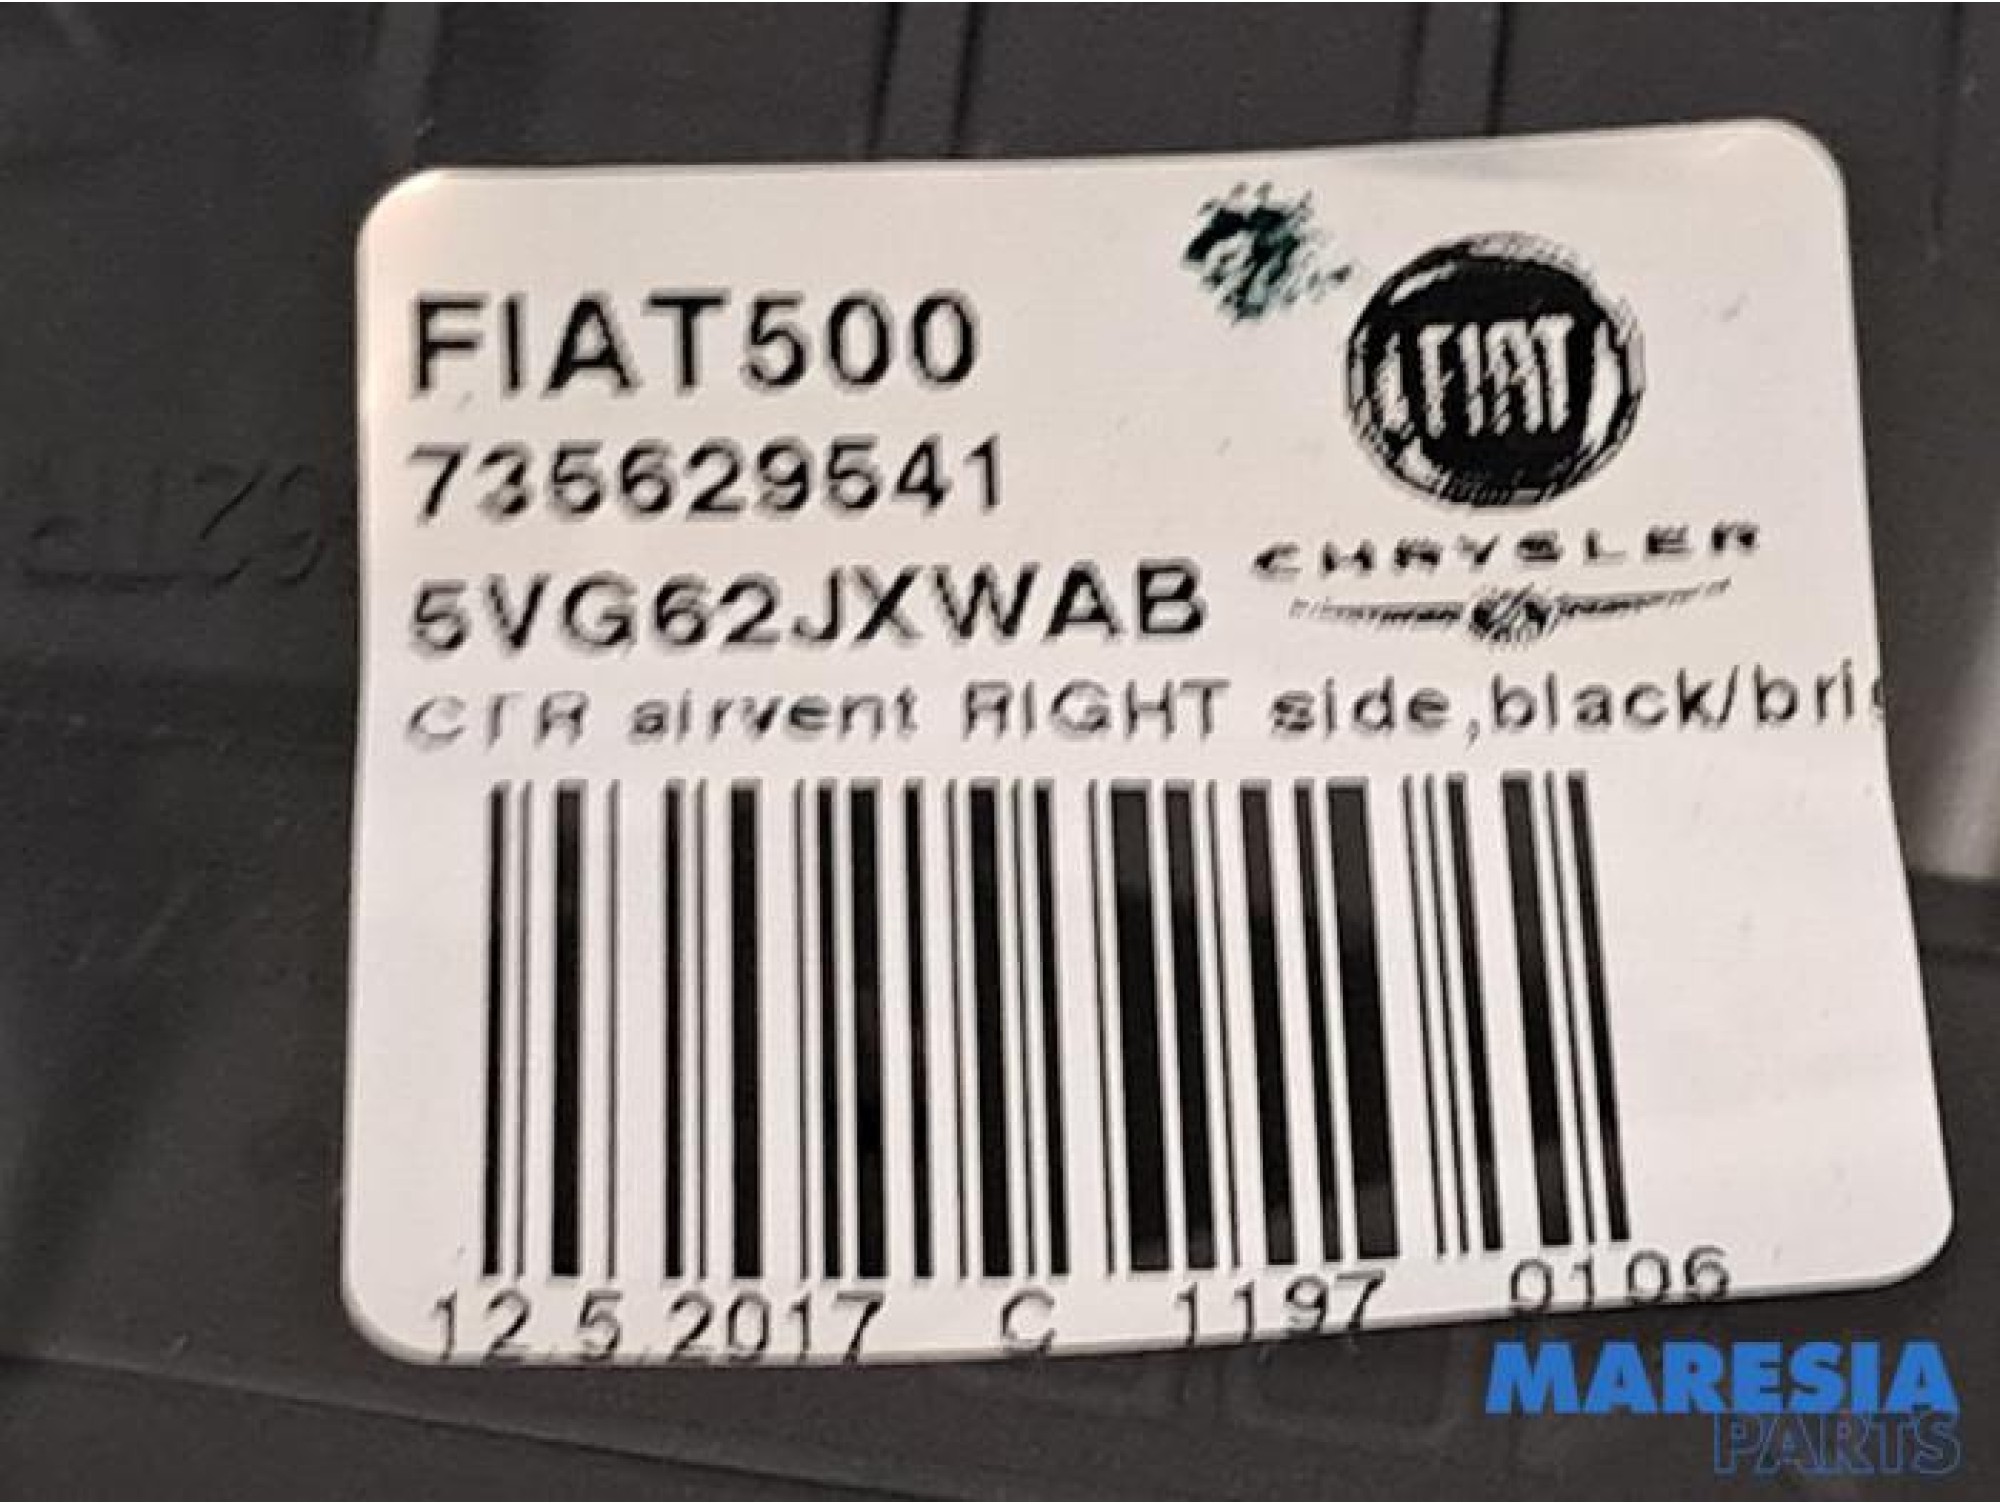 FIAT500
735629541
5VG62JXWAB
FIAT
CHRYSLER
CTR airvent RIGHT side,black/bri
12.5.2017 C 1197 0106
MARESIA
PARTS